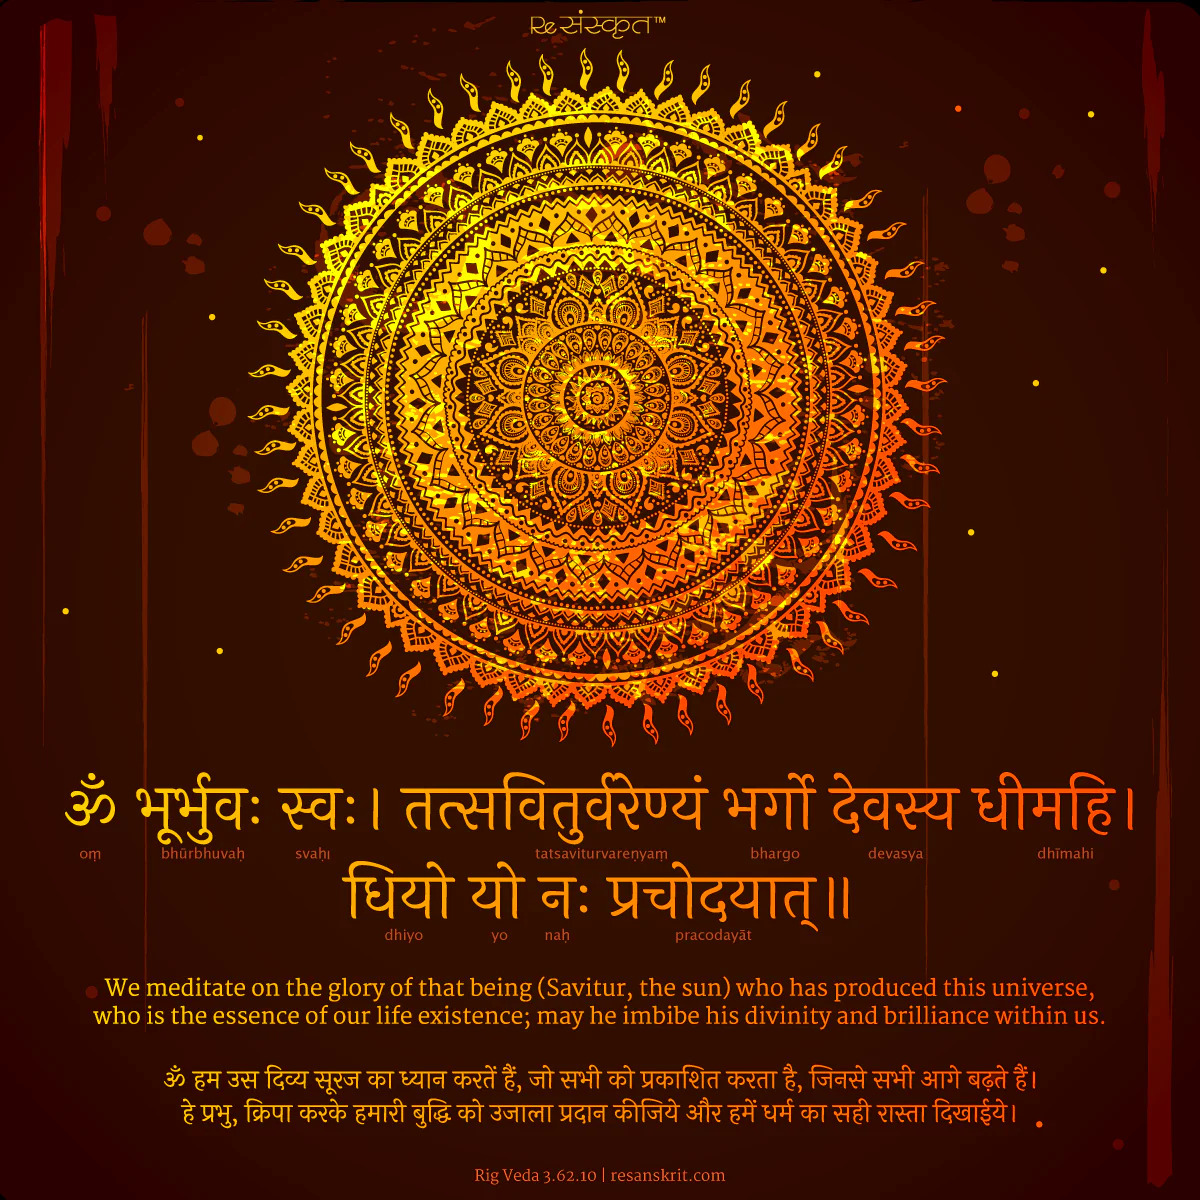 Re संस्कृत™
ॐ भूर्भुवः स्वः। तत्सवितुर्वरेण्यं भर्गो देवस्य धीमहि।
oṃ bhūrbhuvaḥ svaḥı tatsaviturvareṇyaṃ bhargo devasya dhīmahi
धियो यो नः प्रचोदयात्॥
dhiyo yo naḥ pracodayāt
We meditate on the glory of that being (Savitur, the sun) who has produced this universe,
who is the essence of our life existence; may he imbibe his divinity and brilliance within us.
ॐ हम उस दिव्य सूरज का ध्यान करतें हैं, जो सभी को प्रकाशित करता है, जिनसे सभी आगे बढ़ते हैं।
हे प्रभु, क्रिपा करके हमारी बुद्धि को उजाला प्रदान कीजिये और हमें धर्म का सही रास्ता दिखाईये।
Rig Veda 3.62.10 | resanskrit.com